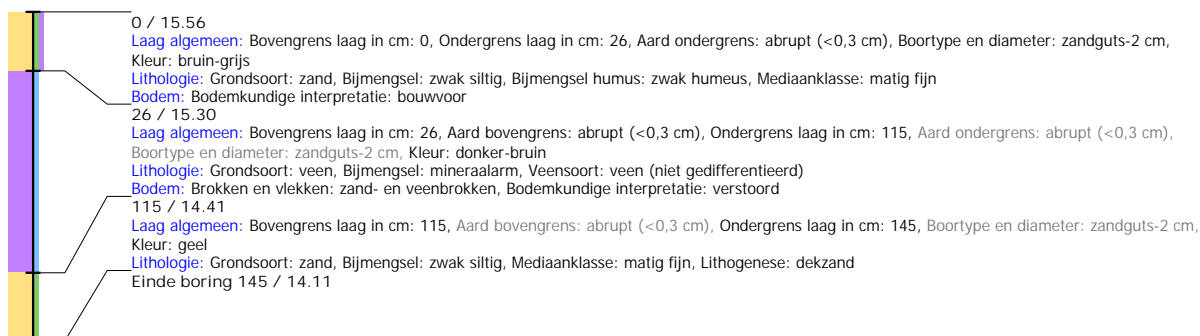 0 / 15.56
Laag algemeen: Bovengrens laag in cm: 0, Ondergrens laag in cm: 26, Aard ondergrens: abrupt (<0,3 cm), Boortype en diameter: zandguts-2 cm,
Kleur: bruin-grijs
Lithologie: Grondsoort: zand, Bijmengsel: zwak siltig, Bijmengsel humus: zwak humeus, Mediaanklasse: matig fijn
Bodem: Bodemkundige interpretatie: bouwvoor
26 / 15.30
Laag algemeen: Bovengrens laag in cm: 26, Aard bovengrens: abrupt (<0,3 cm), Ondergrens laag in cm: 115, Aard ondergrens: abrupt (<0,3 cm),
Boortype en diameter: zandguts-2 cm, Kleur: donker-bruin
Lithologie: Grondsoort: veen, Bijmengsel: mineraalarm, Veensoort: veen (niet gedifferentieerd)
Bodem: Brokken en vlekken: zand- en veenbrokken, Bodemkundige interpretatie: verstoord
115 / 14.41
Laag algemeen: Bovengrens laag in cm: 115, Aard bovengrens: abrupt (<0,3 cm), Ondergrens laag in cm: 145, Boortype en diameter: zandguts-2 cm,
Kleur: geel
Lithologie: Grondsoort: zand, Bijmengsel: zwak siltig, Mediaanklasse: matig fijn, Lithogenese: dekzand
Einde boring 145 / 14.11